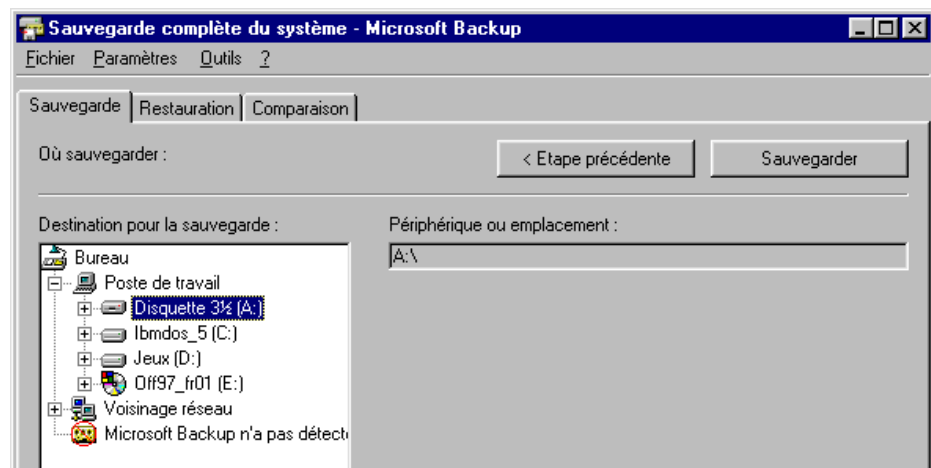 Sauvegarde complète du système - Microsoft Backup
Fichier Paramètres Outils ?
Sauvegarde Restauration Comparaison
Où sauvegarder :
< Etape précédente Sauvegarder
Destination pour la sauvegarde :
Périphérique ou emplacement :
A:\
Bureau
Poste de travail
Disquette 3½ (A:)
Ibmdos_5 (C:)
Jeux (D:)
Off97_fr01 (E:)
Voisinage réseau
Microsoft Backup n'a pas détect